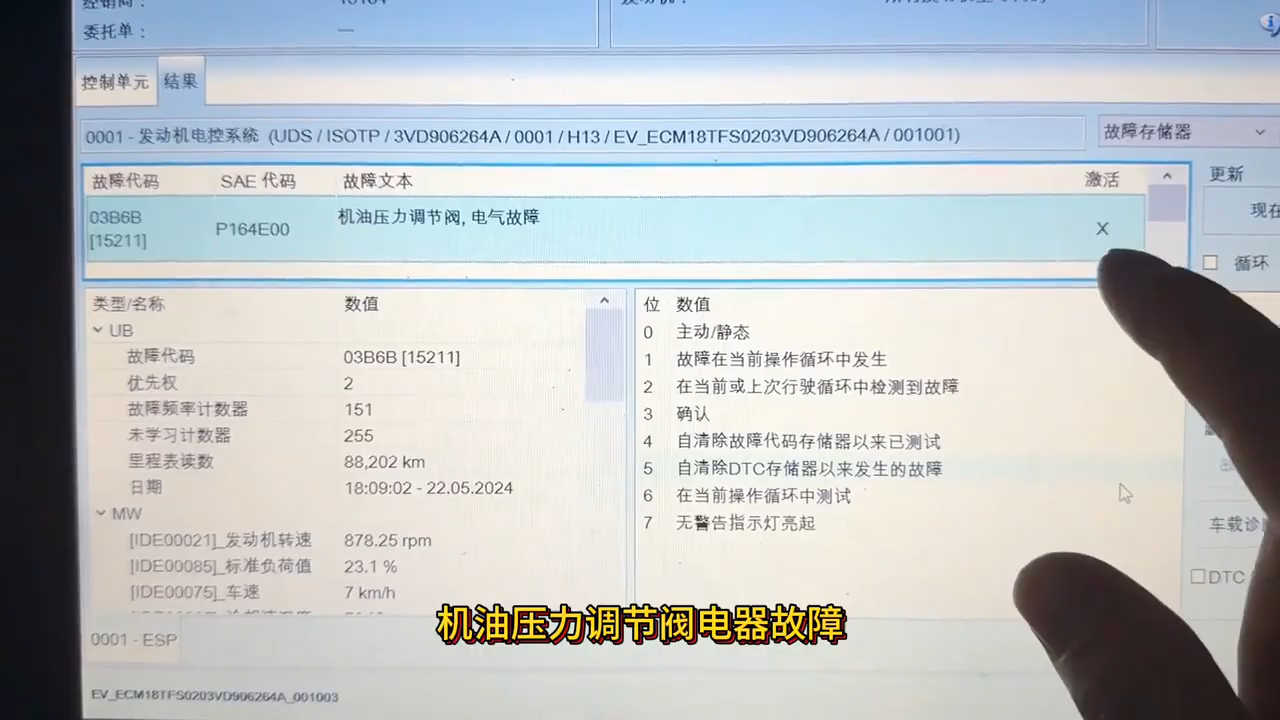 委托单：
控制单元 结果
0001 - 发动机电控系统 (UDS / ISOTP / 3VD906264A / 0001 / H13 / EV_ECM18TFS0203VD906264A / 001001)
故障存储器
故障代码 SAE 代码 故障文本 激活
03B6B
[15211]
P164E00
机油压力调节阀, 电气故障
X
更新
现在
循环
类型/名称 数值
UB
故障代码 03B6B [15211]
优先权 2
故障频率计数器 151
未学习计数器 255
里程表读数 88,202 km
日期 18:09:02 - 22.05.2024
MW
[IDE00021]_发动机转速 878.25 rpm
[IDE00085]_标准负荷值 23.1 %
[IDE00075]_车速 7 km/h
位 数值
0 主动/静态
1 故障在当前操作循环中发生
2 在当前或上次行驶循环中检测到故障
3 确认
4 自清除故障代码存储器以来已测试
5 自清除DTC存储器以来发生的故障
6 在当前操作循环中测试
7 无警告指示灯亮起
车载诊
DTC
机油压力调节阀电器故障
0001 - ESP
EV_ECM18TFS0203VD906264A_001003